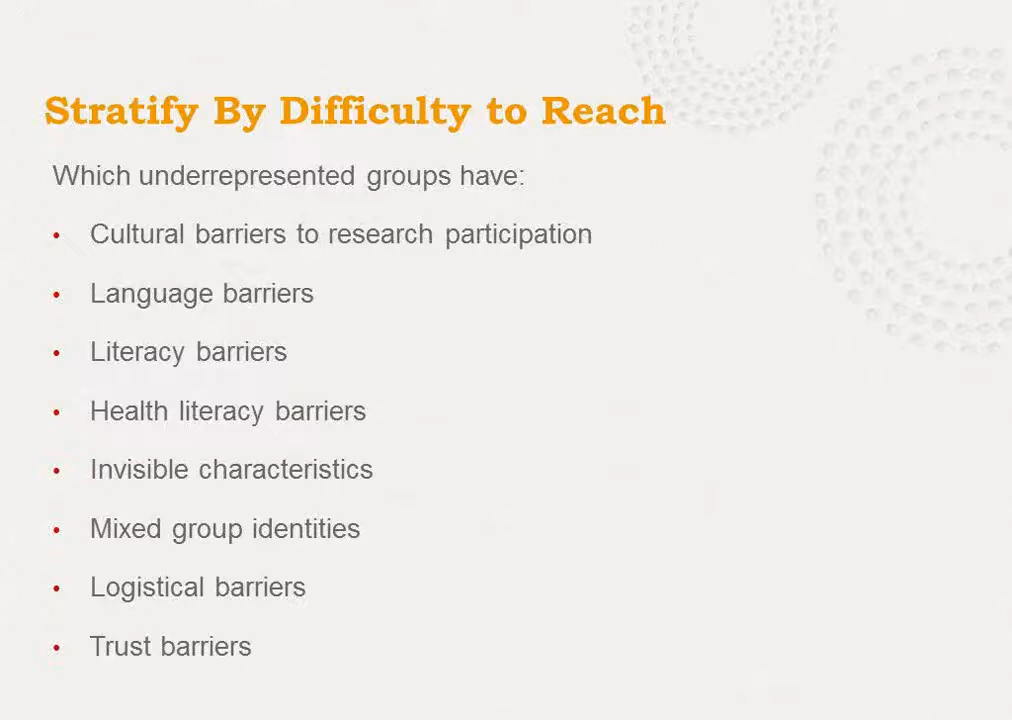 Stratify By Difficulty to Reach
Which underrepresented groups have:
• Cultural barriers to research participation
• Language barriers
• Literacy barriers
• Health literacy barriers
• Invisible characteristics
• Mixed group identities
• Logistical barriers
• Trust barriers